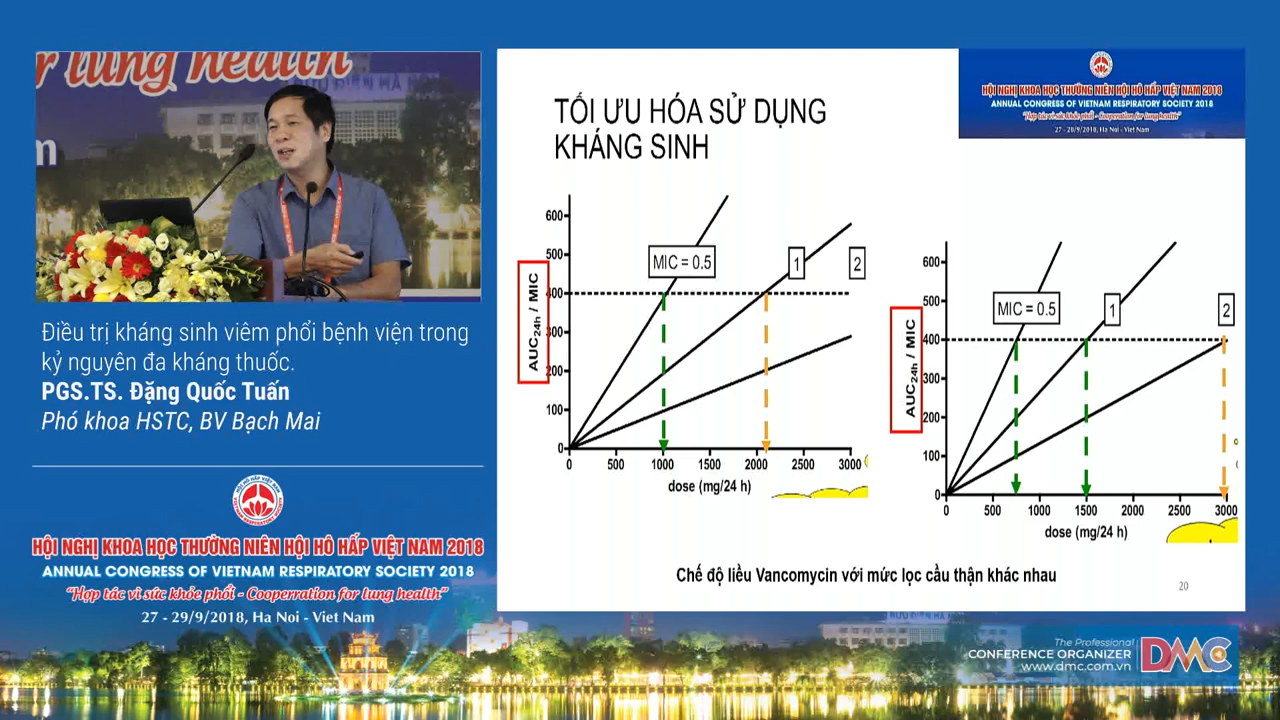 r lung health
m
Điều trị kháng sinh viêm phổi bệnh viện trong
kỷ nguyên đa kháng thuốc.
PGS.TS. Đặng Quốc Tuấn
Phó khoa HSTC, BV Bạch Mai
HỘI NGHỊ KHOA HỌC THƯỜNG NIÊN HỘI HÔ HẤP VIỆT NAM 2018
ANNUAL CONGRESS OF VIETNAM RESPIRATORY SOCIETY 2018
"Hợp tác vì sức khỏe phổi - Cooperration for lung health"
27 - 29/9/2018, Ha Noi - Viet Nam
HỘI NGHỊ KHOA HỌC THƯỜNG NIÊN HỘI HÔ HẤP VIỆT NAM 2018
ANNUAL CONGRESS OF VIETNAM RESPIRATORY SOCIETY 2018
"Hợp tác vì sức khỏe phổi - Cooperation for lung health"
27 - 29/9/2018, Ha Noi - Viet Nam
TỐI ƯU HÓA SỬ DỤNG
KHÁNG SINH
AUC24h / MIC
600
500
400
300
200
100
0
MIC = 0.5
1
2
0 500 1000 1500 2000 2500 3000
dose (mg/24 h)
AUC24h / MIC
600
500
400
300
200
100
0
MIC = 0.5
1
2
0 500 1000 1500 2000 2500 3000
dose (mg/24 h)
Chế độ liều Vancomycin với mức lọc cầu thận khác nhau
20
The Professional
CONFERENCE ORGANIZER
www.dmc.com.vn
DMC